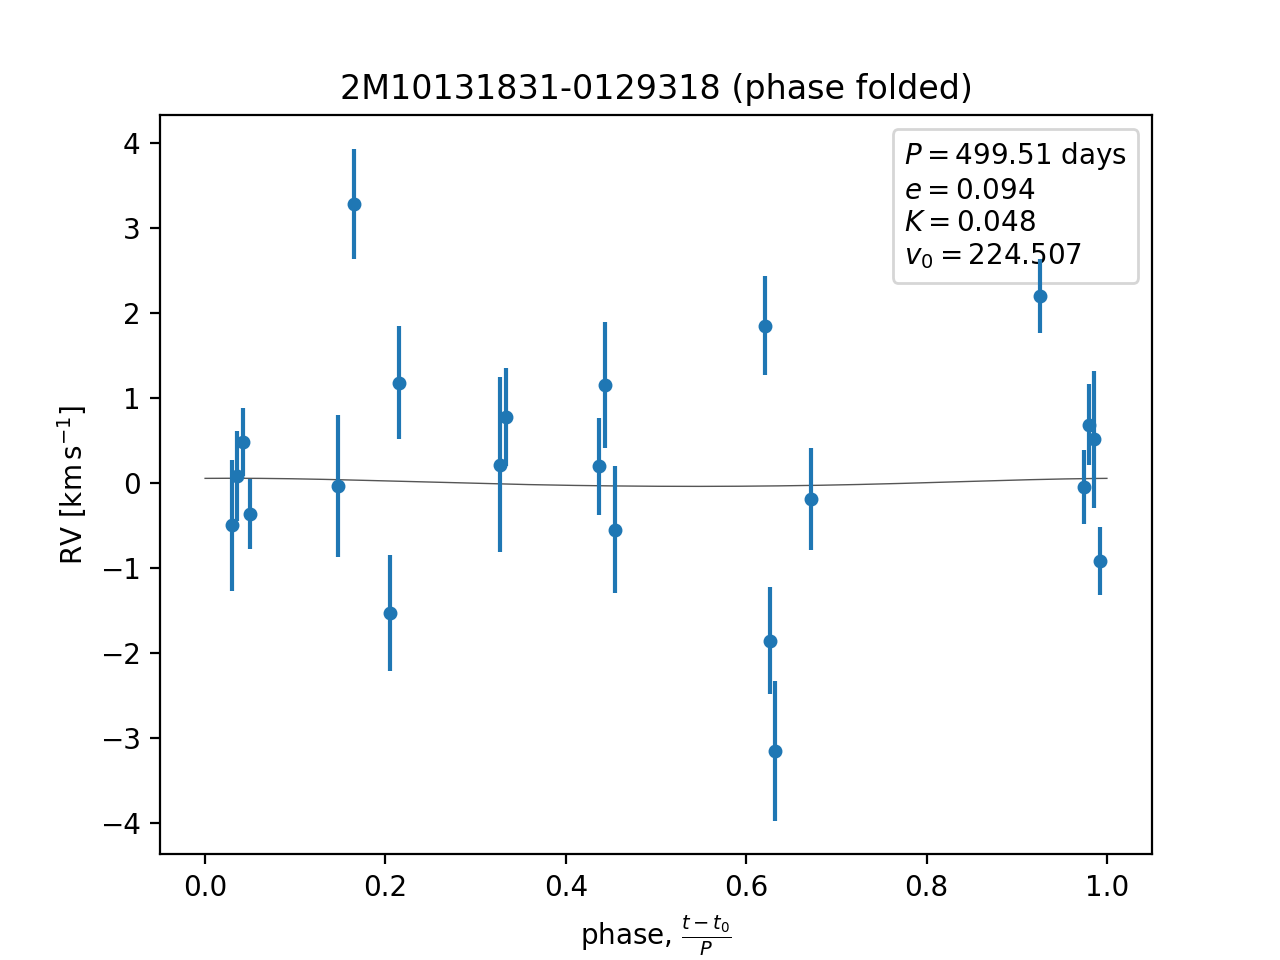 2M10131831-0129318 (phase folded)
P = 499.51 days
e = 0.094
K = 0.048
v₀ = 224.507
4
3
2
1
0
−1
−2
−3
−4
RV [km s⁻¹]
0.0 0.2 0.4 0.6 0.8 1.0
phase, (t − t₀)/P